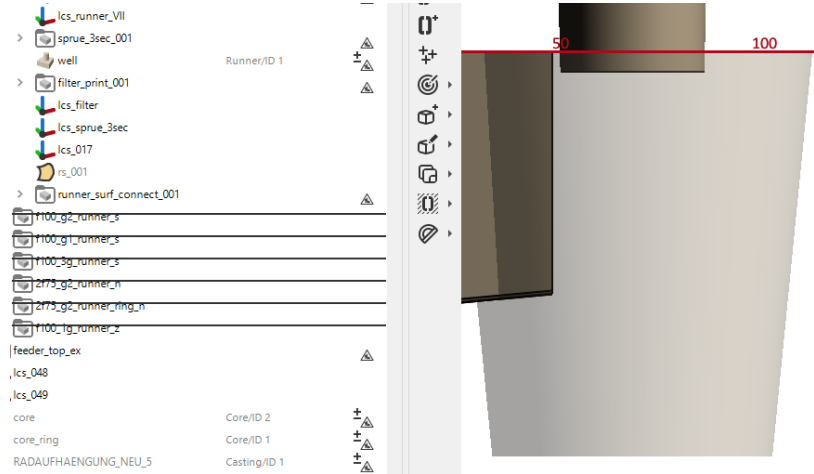 lcs_runner_VII
sprue_3sec_001
well Runner/ID 1
filter_print_001
lcs_filter
lcs_sprue_3sec
lcs_017
rs_001
runner_surf_connect_001
f100_g2_runner_s
f100_g1_runner_s
f100_3g_runner_s
2f75_g2_runner_n
2f75_g2_runner_ring_n
f100_1g_runner_z
feeder_top_ex
lcs_048
lcs_049
core Core/ID 2
core_ring Core/ID 1
RADAUFHAENGUNG_NEU_5 Casting/ID 1
50 100